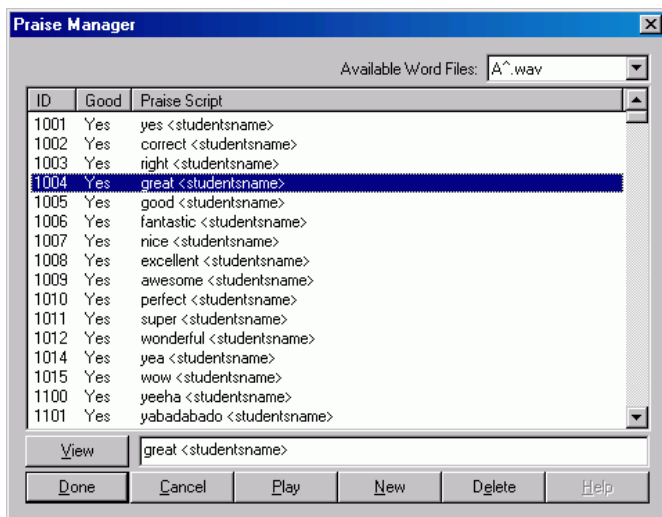 Praise Manager
Available Word Files: A^.wav
ID Good Praise Script
1001 Yes yes <studentsname>
1002 Yes correct <studentsname>
1003 Yes right <studentsname>
1004 Yes great <studentsname>
1005 Yes good <studentsname>
1006 Yes fantastic <studentsname>
1007 Yes nice <studentsname>
1008 Yes excellent <studentsname>
1009 Yes awesome <studentsname>
1010 Yes perfect <studentsname>
1011 Yes super <studentsname>
1012 Yes wonderful <studentsname>
1014 Yes yea <studentsname>
1015 Yes wow <studentsname>
1100 Yes yeeha <studentsname>
1101 Yes yabadabado <studentsname>
View great <studentsname>
Done Cancel Play New Delete Help